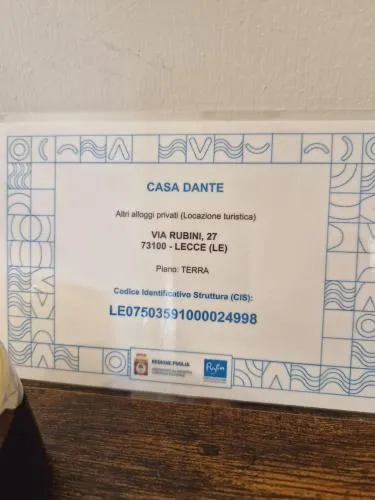 CASA DANTE
Altri alloggi privati (Locazione turistica)
VIA RUBINI, 27
73100 - LECCE (LE)
Piano: TERRA
Codice Identificativo Struttura (CIS):
LE07503591000024998
REGIONE PUGLIA